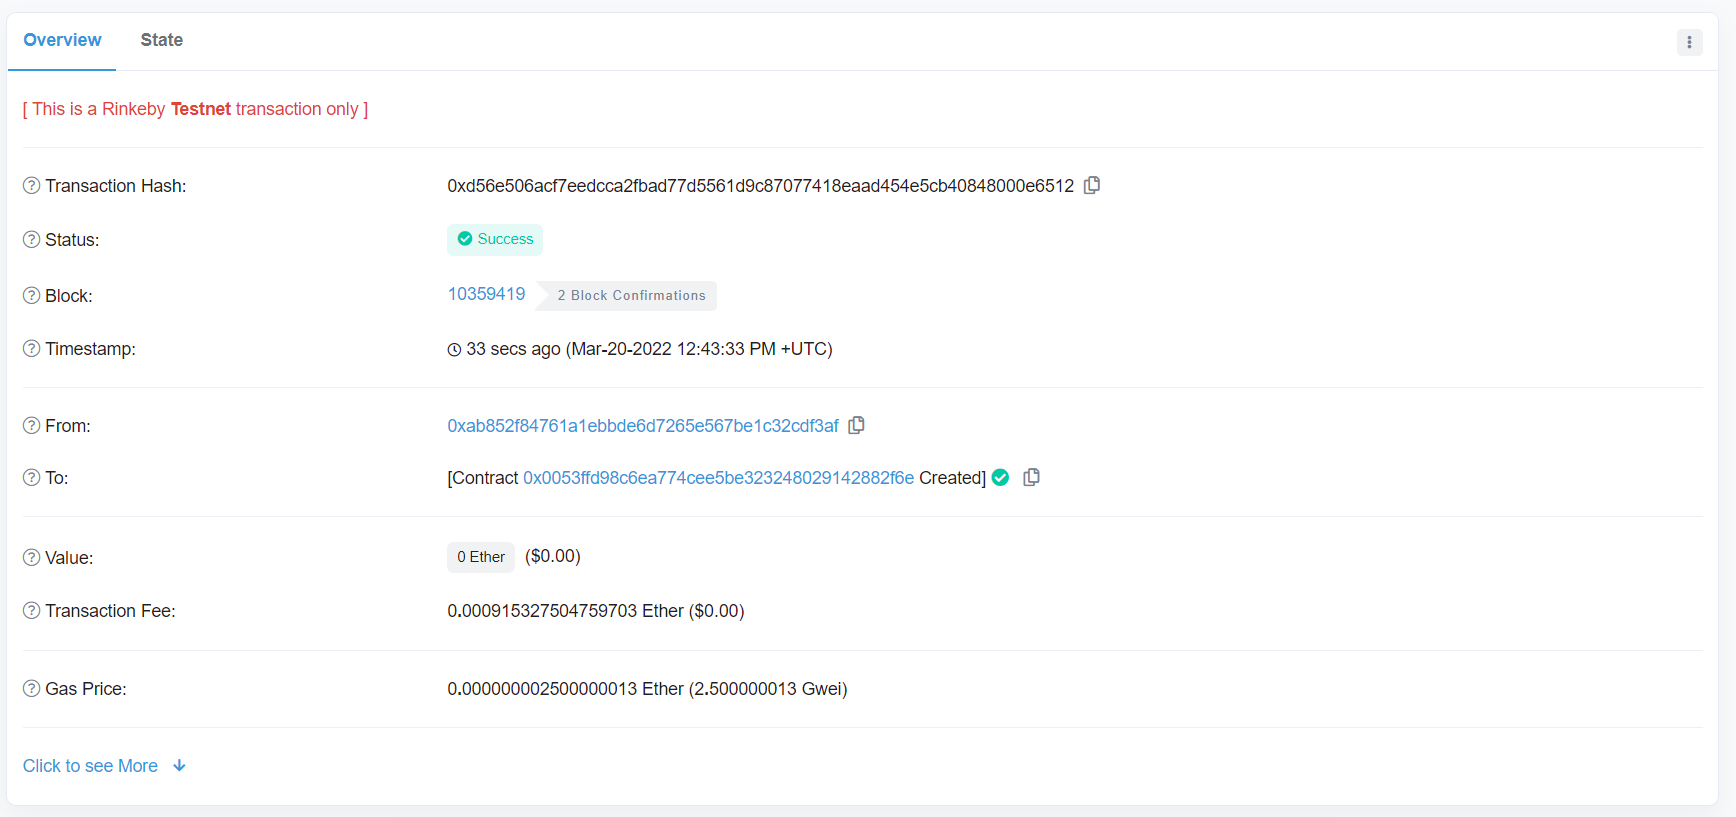 Overview State
[ This is a Rinkeby Testnet transaction only ]
Transaction Hash: 0xd56e506acf7eedcca2fbad77d5561d9c87077418eaad454e5cb40848000e6512
Status: Success
Block: 10359419 2 Block Confirmations
Timestamp: 33 secs ago (Mar-20-2022 12:43:33 PM +UTC)
From: 0xab852f84761a1ebbde6d7265e567be1c32cdf3af
To: [Contract 0x0053ffd98c6ea774cee5be323248029142882f6e Created]
Value: 0 Ether ($0.00)
Transaction Fee: 0.000915327504759703 Ether ($0.00)
Gas Price: 0.000000002500000013 Ether (2.500000013 Gwei)
Click to see More